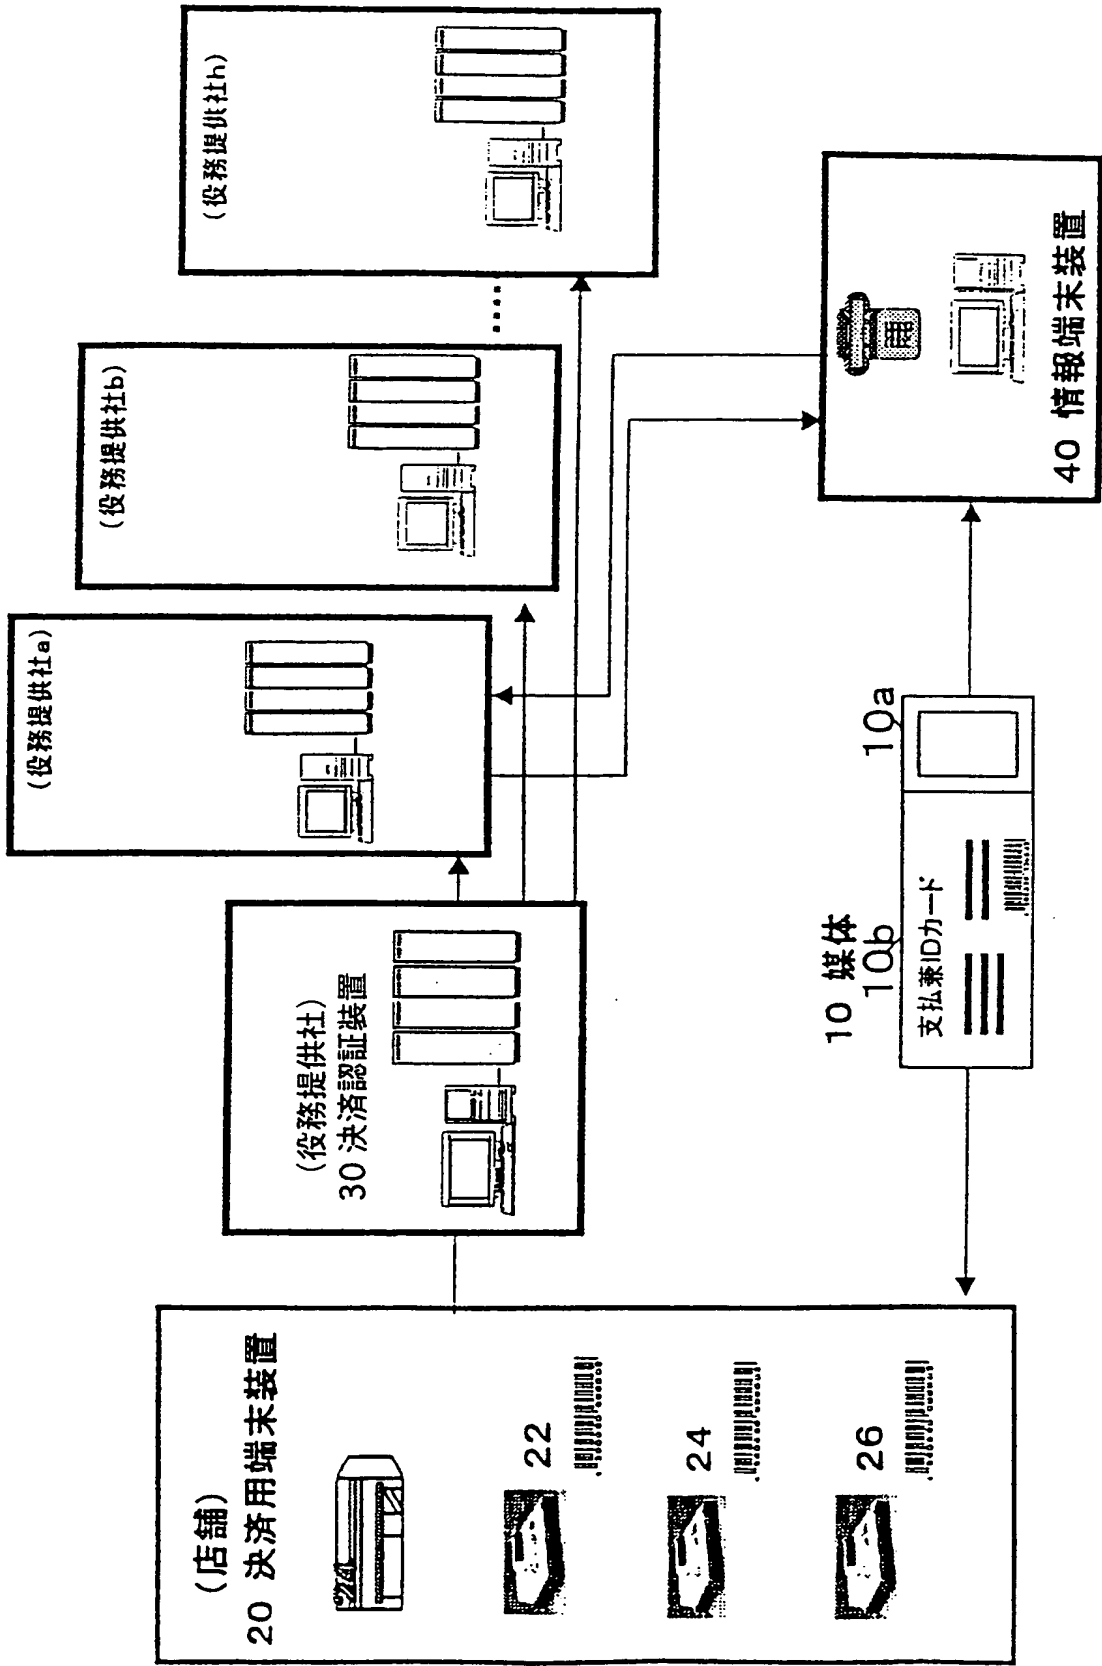 (店舗)
20 決済用端末装置
22
24
26
(役務提供社)
30 決済認証装置
(役務提供社a)
(役務提供社b)
(役務提供社h)
10 媒体
10b
10a
支払兼IDカード
40 情報端末装置